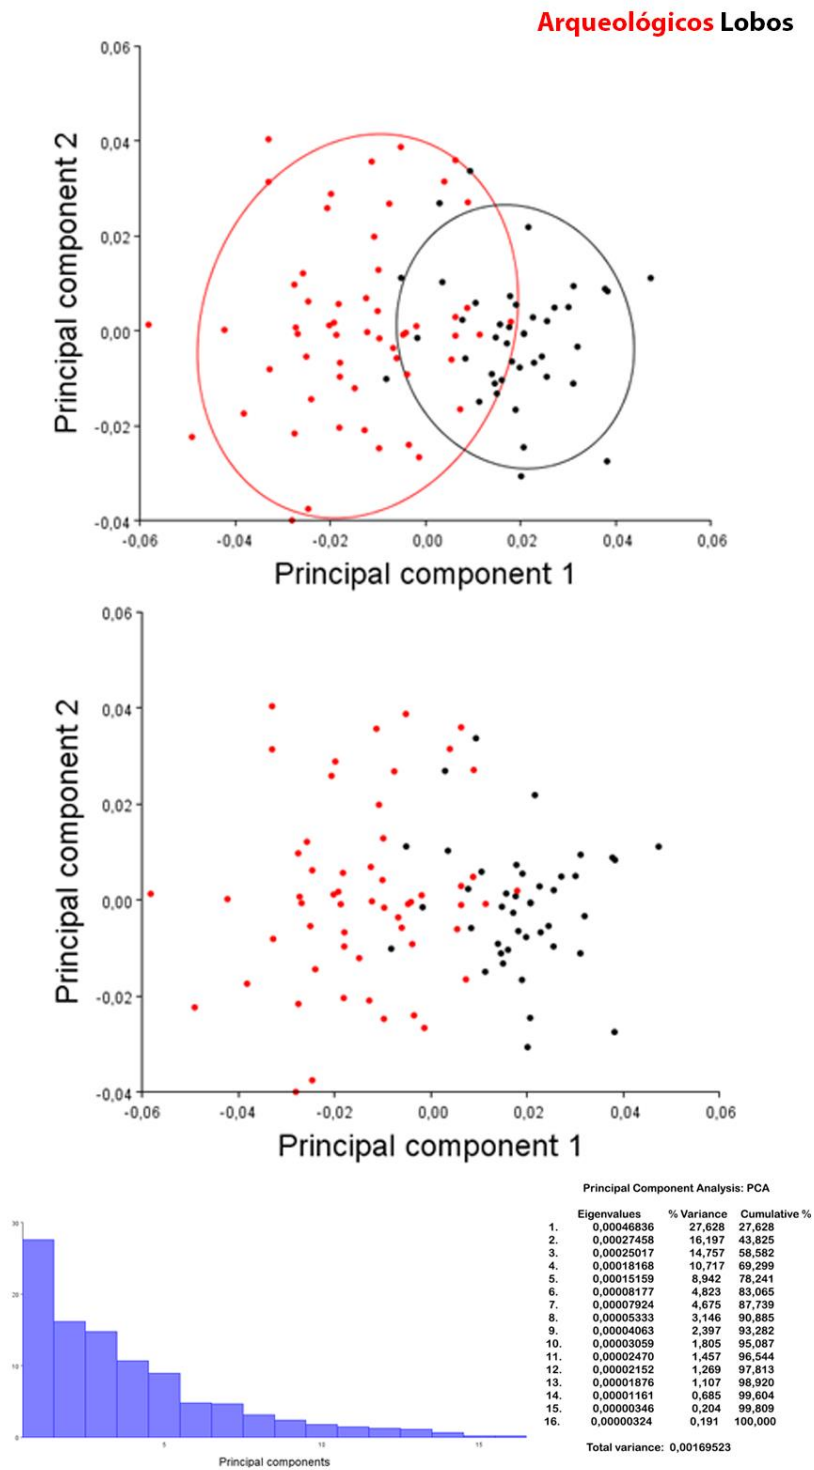 Arqueológicos Lobos
0,06
0,04
0,02
0,00
-0,02
-0,04
-0,06 -0,04 -0,02 0,00 0,02 0,04 0,06
Principal component 2
Principal component 1
0,06
0,04
0,02
0,00
-0,02
-0,04
-0,06 -0,04 -0,02 0,00 0,02 0,04 0,06
Principal component 2
Principal component 1
30
20
10
0
5 10 15
Principal components
Principal Component Analysis: PCA
Eigenvalues % Variance Cumulative %
1. 0,00046836 27,628 27,628
2. 0,00027458 16,197 43,825
3. 0,00025017 14,757 58,582
4. 0,00018168 10,717 69,299
5. 0,00015159 8,942 78,241
6. 0,00008177 4,823 83,065
7. 0,00007924 4,675 87,739
8. 0,00005333 3,146 90,885
9. 0,00004063 2,397 93,282
10. 0,00003059 1,805 95,087
11. 0,00002470 1,457 96,544
12. 0,00002152 1,269 97,813
13. 0,00001876 1,107 98,920
14. 0,00001161 0,685 99,604
15. 0,00000346 0,204 99,809
16. 0,00000324 0,191 100,000
Total variance: 0,00169523